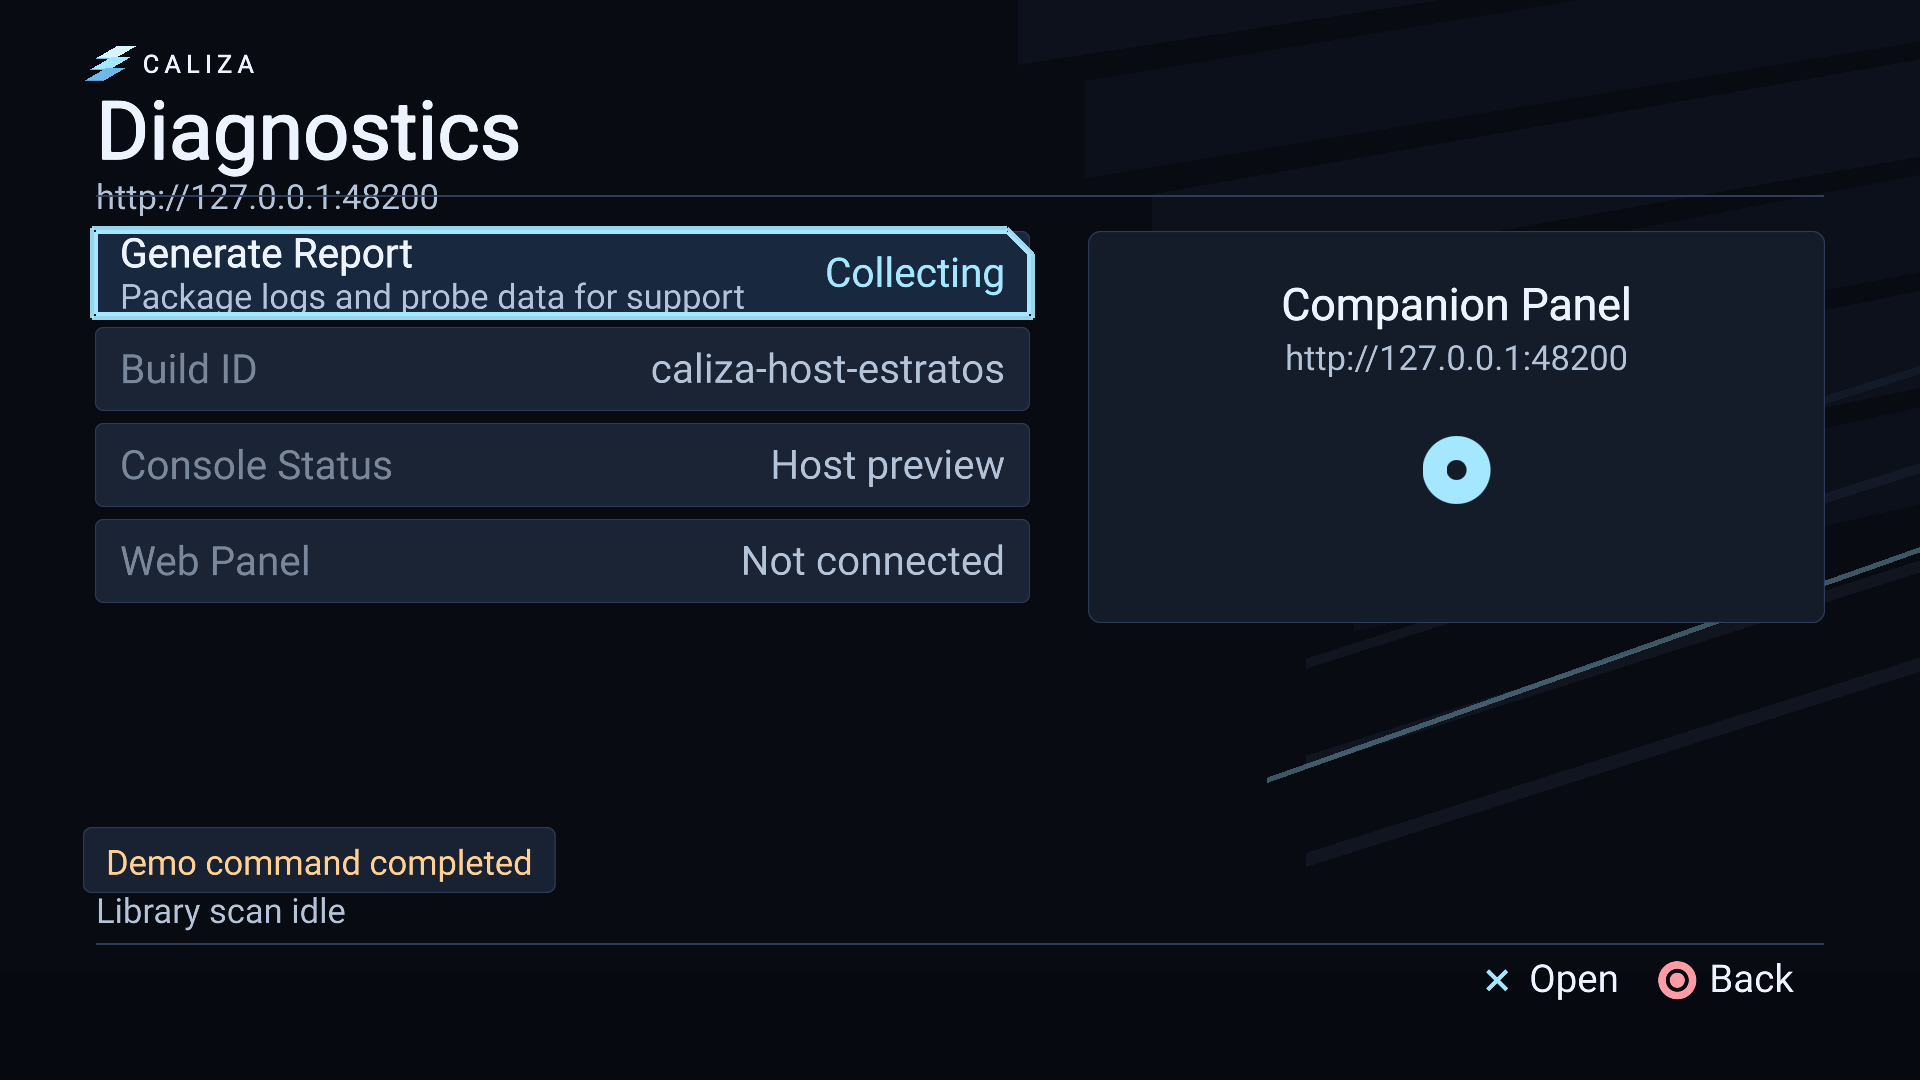 CALIZA
Diagnostics
http://127.0.0.1:48200
Generate Report
Package logs and probe data for support
Collecting
Build ID
caliza-host-estratos
Console Status
Host preview
Web Panel
Not connected
Companion Panel
http://127.0.0.1:48200
Demo command completed
Library scan idle
Open
Back